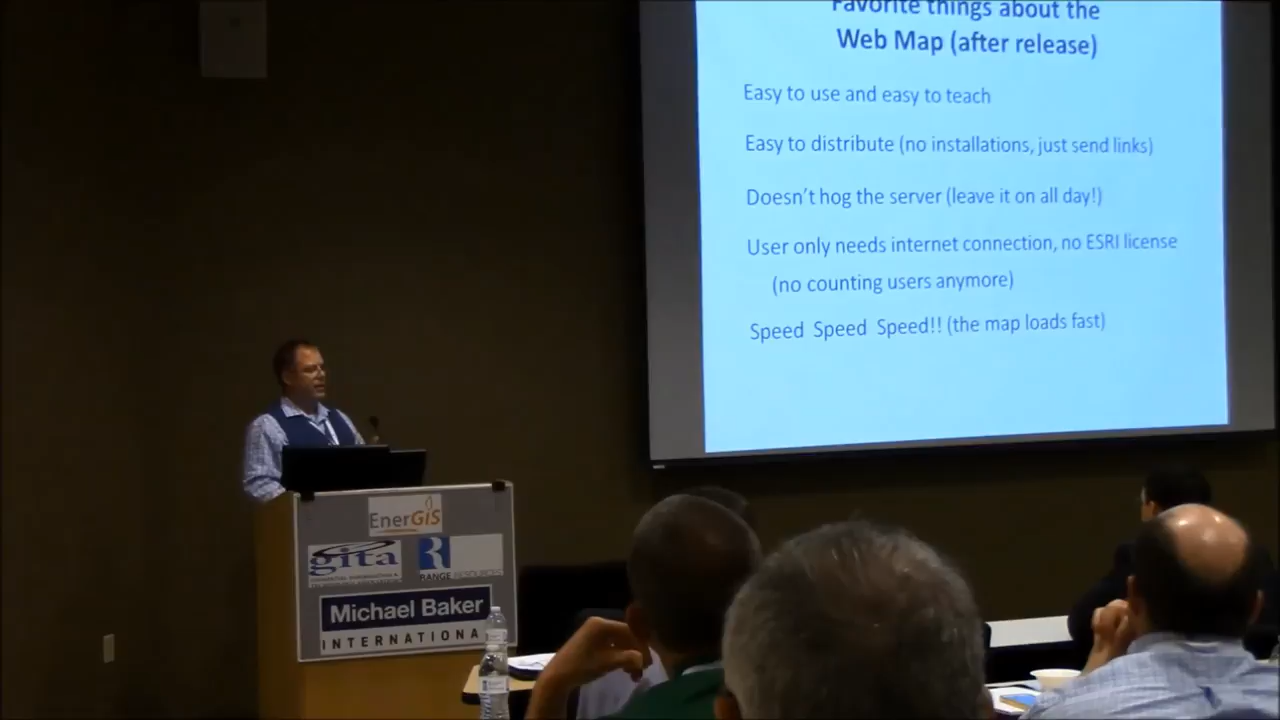 Favorite things about the
Web Map (after release)
Easy to use and easy to teach
Easy to distribute (no installations, just send links)
Doesn't hog the server (leave it on all day!)
User only needs internet connection, no ESRI license
(no counting users anymore)
Speed Speed Speed!! (the map loads fast)
EnerGIS
gita
R
RANGE RESOURCES
Michael Baker
INTERNATIONA